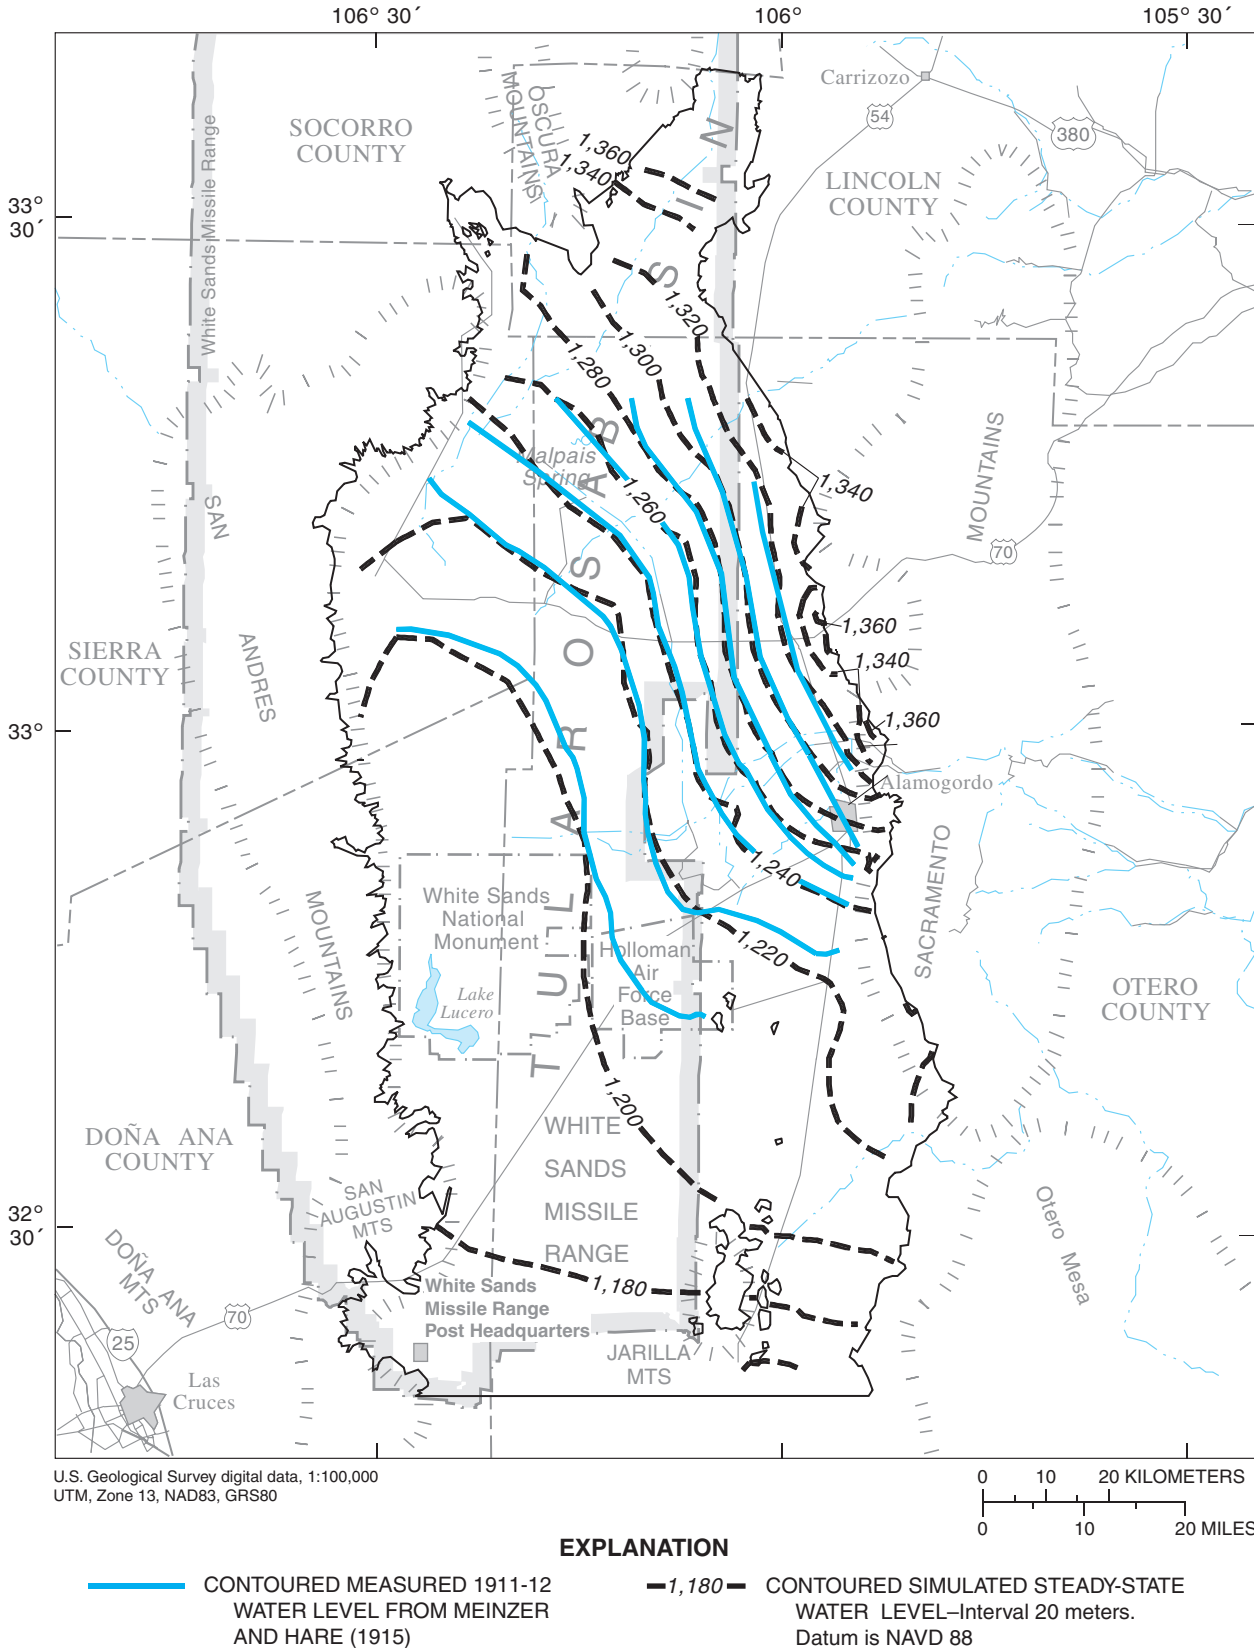 106° 30´
106°
105° 30´
33°
30´
33°
32°
30´
SOCORRO
COUNTY
OSCURA
MOUNTAINS
Carrizozo
54
380
LINCOLN
COUNTY
White Sands Missile Range
White Sands Missile Range
1,360
1,340
1,320
1,300
1,280
1,260
1,340
1,360
1,340
1,360
1,240
1,220
1,200
1,180
TULAROSA BASIN
Malpais
Spring
MOUNTAINS
70
SAN
ANDRES
MOUNTAINS
SIERRA
COUNTY
Alamogordo
SACRAMENTO
White Sands
National
Monument
Lake
Lucero
Holloman
Air
Force
Base
OTERO
COUNTY
DOÑA ANA
COUNTY
SAN
AUGUSTIN
MTS
WHITE
SANDS
MISSILE
RANGE
Otero Mesa
DOÑA ANA
MTS
70
25
Las
Cruces
White Sands
Missile Range
Post Headquarters
JARILLA
MTS
U.S. Geological Survey digital data, 1:100,000
UTM, Zone 13, NAD83, GRS80
0 10 20 KILOMETERS
0 10 20 MILES
EXPLANATION
CONTOURED MEASURED 1911-12
WATER LEVEL FROM MEINZER
AND HARE (1915)
1,180
CONTOURED SIMULATED STEADY-STATE
WATER LEVEL–Interval 20 meters.
Datum is NAVD 88